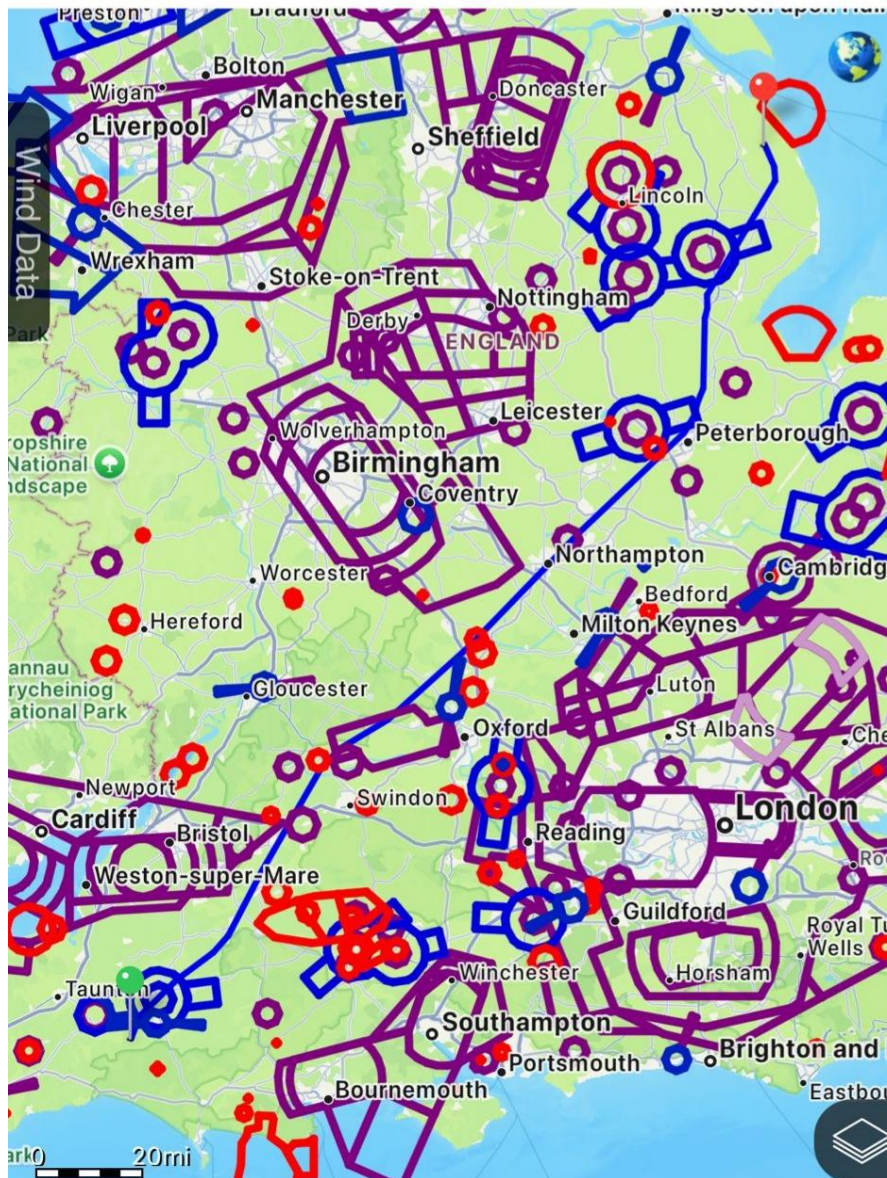 Preston
Bradford
Kingston upon Hull
Bolton
Wigan
Manchester
Doncaster
Liverpool
Sheffield
Wind Data
Chester
Lincoln
Wrexham
Stoke-on-Trent
Nottingham
Derby
Park
ENGLAND
Leicester
Wolverhampton
Peterborough
ropshire
National
ndscape
Birmingham
Coventry
Northampton
Cambridg
Worcester
Bedford
Hereford
Milton Keynes
annau
rycheiniog
ational Park
Gloucester
Luton
Oxford
St Albans
Che
Newport
Swindon
London
Cardiff
Bristol
Reading
Ro
Weston-super-Mare
Guildford
Royal Tu
Wells
Taunton
Winchester
Horsham
Southampton
Portsmouth
Brighton and
Bournemouth
Eastbou
ark
0
20mi